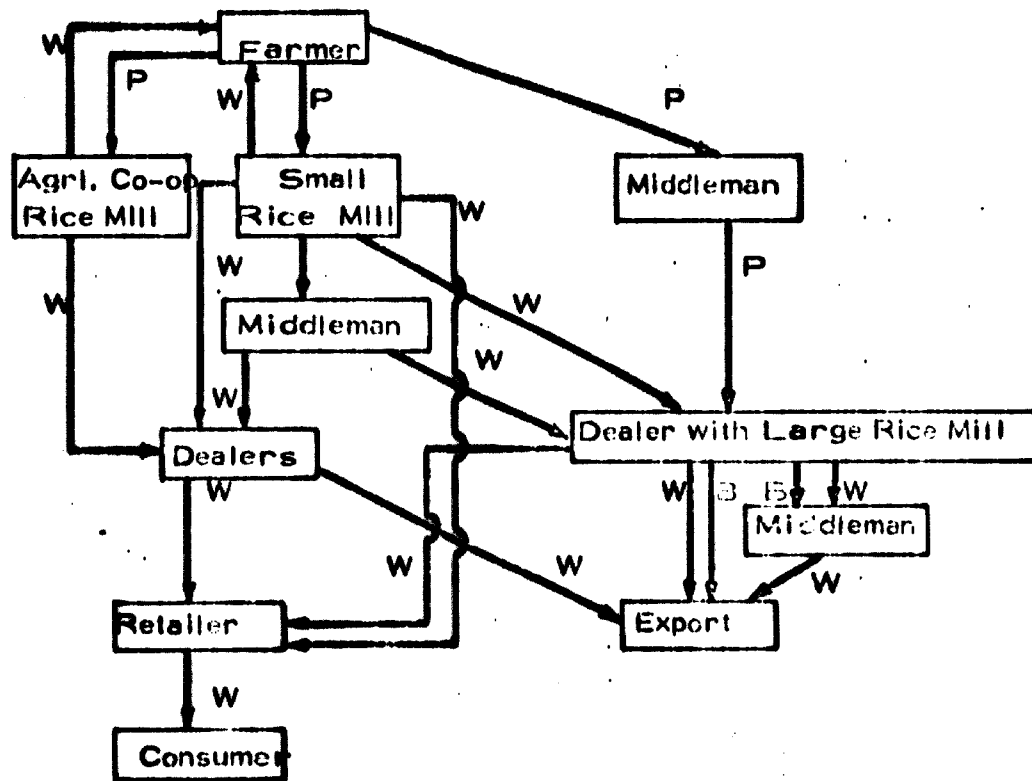 W
Farmer
P
W
P
P
Agri. Co-op
Rice Mill
Small
Rice Mill
Middleman
W
W
P
W
W
Middleman
W
W
Dealer with Large Rice Mill
Dealers
W
W
B
B
W
Middleman
W
W
W
Retailer
Export
W
Consumer